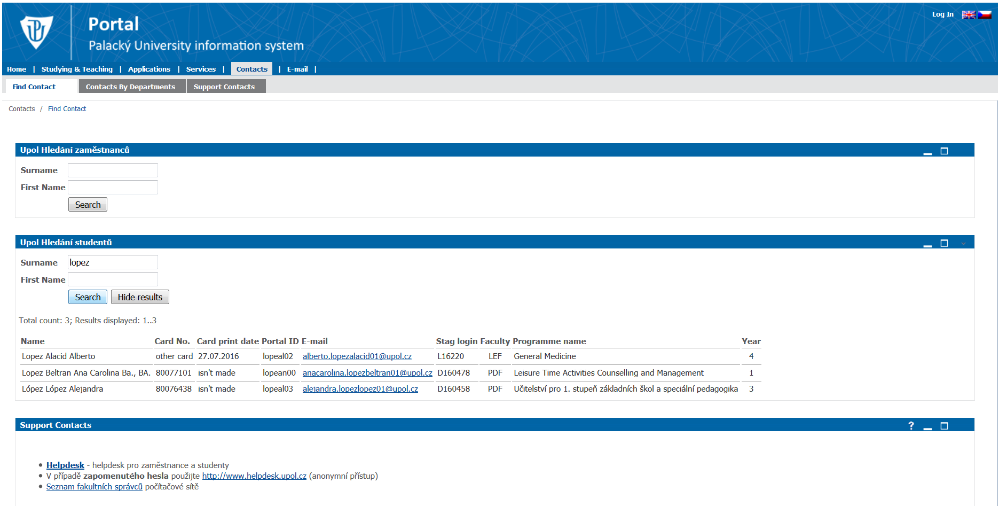 Portal
Palacký University information system
Log In
Home | Studying & Teaching | Applications | Services | Contacts | E-mail |
Find Contact Contacts By Departments Support Contacts
Contacts / Find Contact
Upol Hledání zaměstnanců
Surname
First Name
Search
Upol Hledání studentů
Surname lopez
First Name
Search Hide results
Total count: 3; Results displayed: 1..3
Name Card No. Card print date Portal ID E-mail Stag login Faculty Programme name Year
Lopez Alacid Alberto other card 27.07.2016 lopeal02 alberto.lopezalacid01@upol.cz L16220 LEF General Medicine 4
Lopez Beltran Ana Carolina Ba., BA. 80077101 isn't made lopean00 anacarolina.lopezbeltran01@upol.cz D160478 PDF Leisure Time Activities Counselling and Management 1
López López Alejandra 80076438 isn't made lopeal03 alejandra.lopezlopez01@upol.cz D160458 PDF Učitelství pro 1. stupeň základních škol a speciální pedagogika 3
Support Contacts ?
• Helpdesk - helpdesk pro zaměstnance a studenty
• V případě zapomenutého hesla použijte http://www.helpdesk.upol.cz (anonymní přístup)
• Seznam fakultních správců počítačové sítě